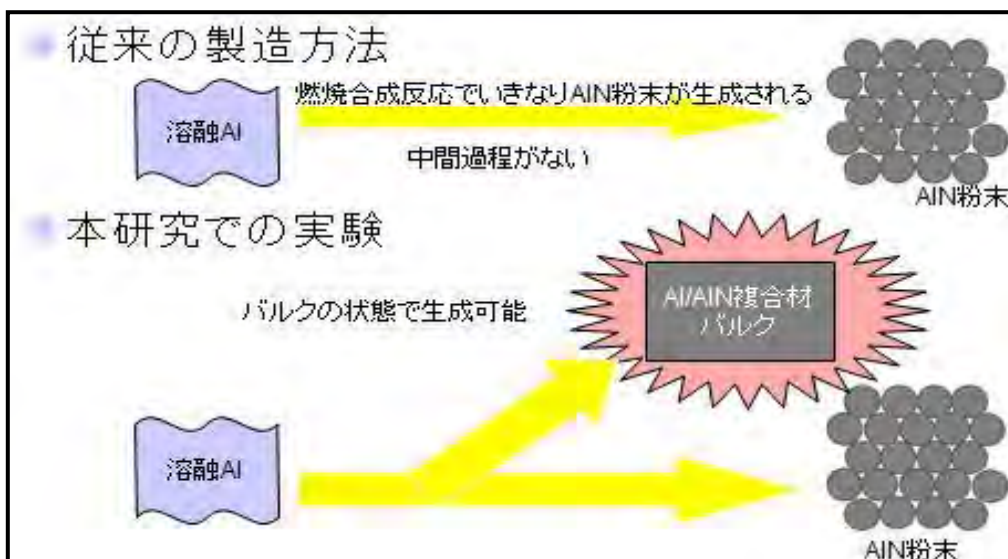 従来の製造方法
燃焼合成反応でいきなりAlN粉末が生成される
溶融Al
中間過程がない
AlN粉末
本研究での実験
バルクの状態で生成可能
Al/AlN複合材
バルク
溶融Al
AlN粉末